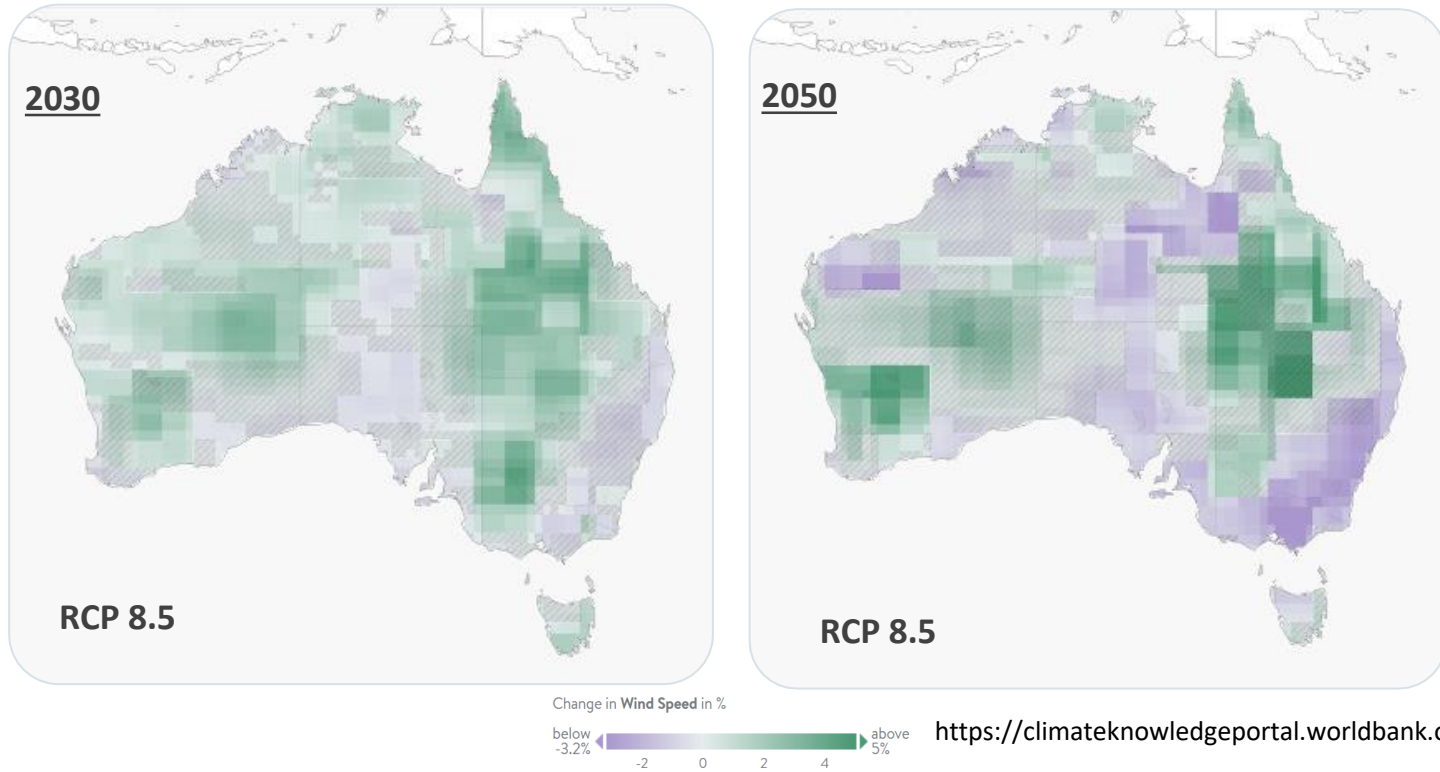 2030
2050
RCP 8.5
RCP 8.5
Change in Wind Speed in %
below
-3.2%
above
5%
-2 0 2 4
https://climateknowledgeportal.worldbank.